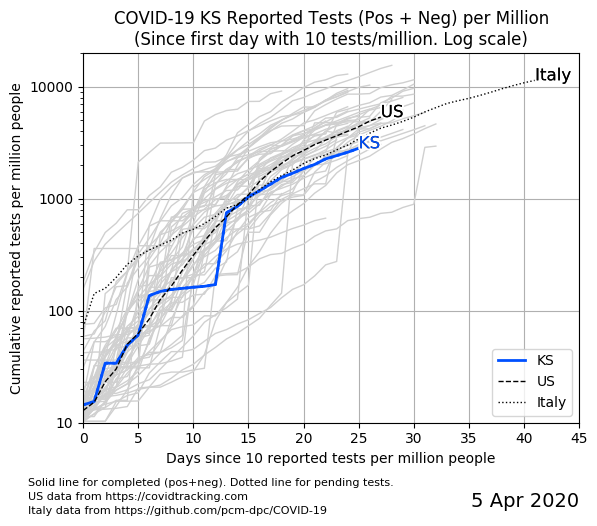 COVID-19 KS Reported Tests (Pos + Neg) per Million
(Since first day with 10 tests/million. Log scale)
Cumulative reported tests per million people
10000
1000
100
10
Italy
US
KS
KS
US
Italy
0 5 10 15 20 25 30 35 40 45
Days since 10 reported tests per million people
Solid line for completed (pos+neg). Dotted line for pending tests.
US data from https://covidtracking.com
Italy data from https://github.com/pcm-dpc/COVID-19
5 Apr 2020